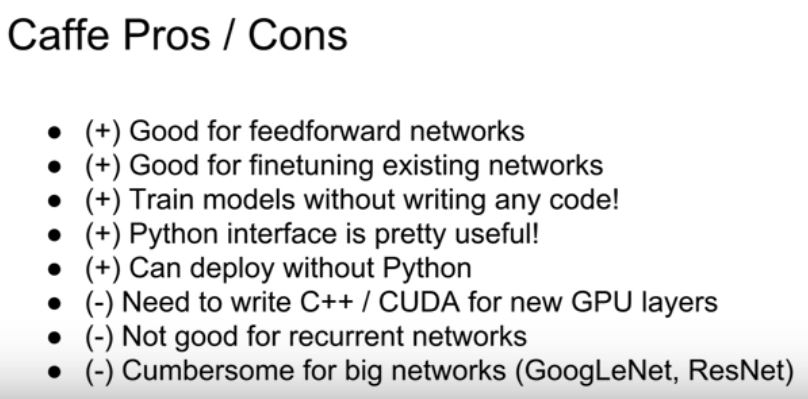 Caffe Pros / Cons
● (+) Good for feedforward networks
● (+) Good for finetuning existing networks
● (+) Train models without writing any code!
● (+) Python interface is pretty useful!
● (+) Can deploy without Python
● (-) Need to write C++ / CUDA for new GPU layers
● (-) Not good for recurrent networks
● (-) Cumbersome for big networks (GoogLeNet, ResNet)